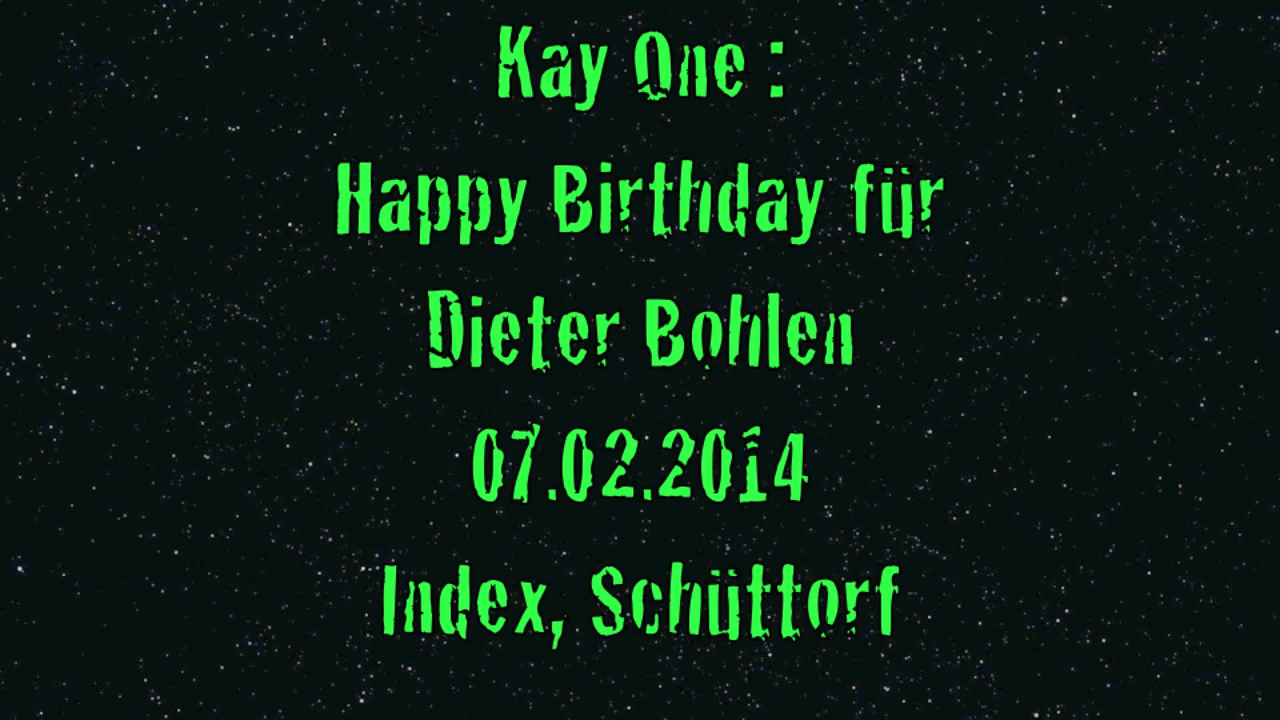 Kay One :
Happy Birthday für
Dieter Bohlen
07.02.2014
Index, Schüttorf